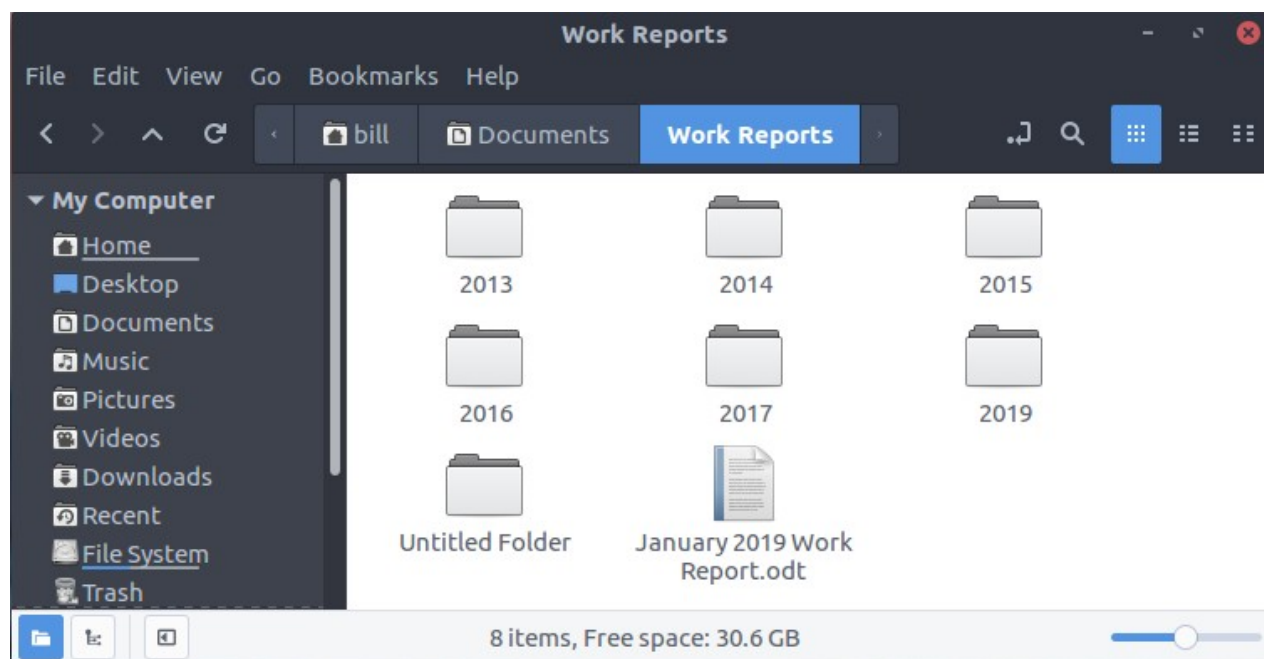 Work Reports
File Edit View Go Bookmarks Help
bill Documents Work Reports
My Computer
Home
Desktop
Documents
Music
Pictures
Videos
Downloads
Recent
File System
Trash
2013 2014 2015
2016 2017 2019
Untitled Folder January 2019 Work
Report.odt
8 items, Free space: 30.6 GB